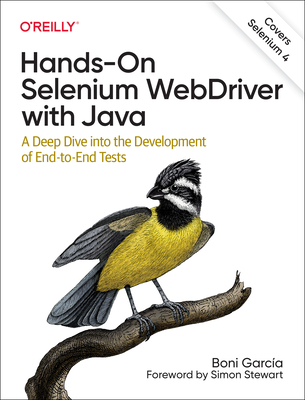 O'REILLY®
Covers
Selenium 4
Hands-On
Selenium WebDriver
with Java
A Deep Dive into the Development
of End-to-End Tests
Boni García
Foreword by Simon Stewart